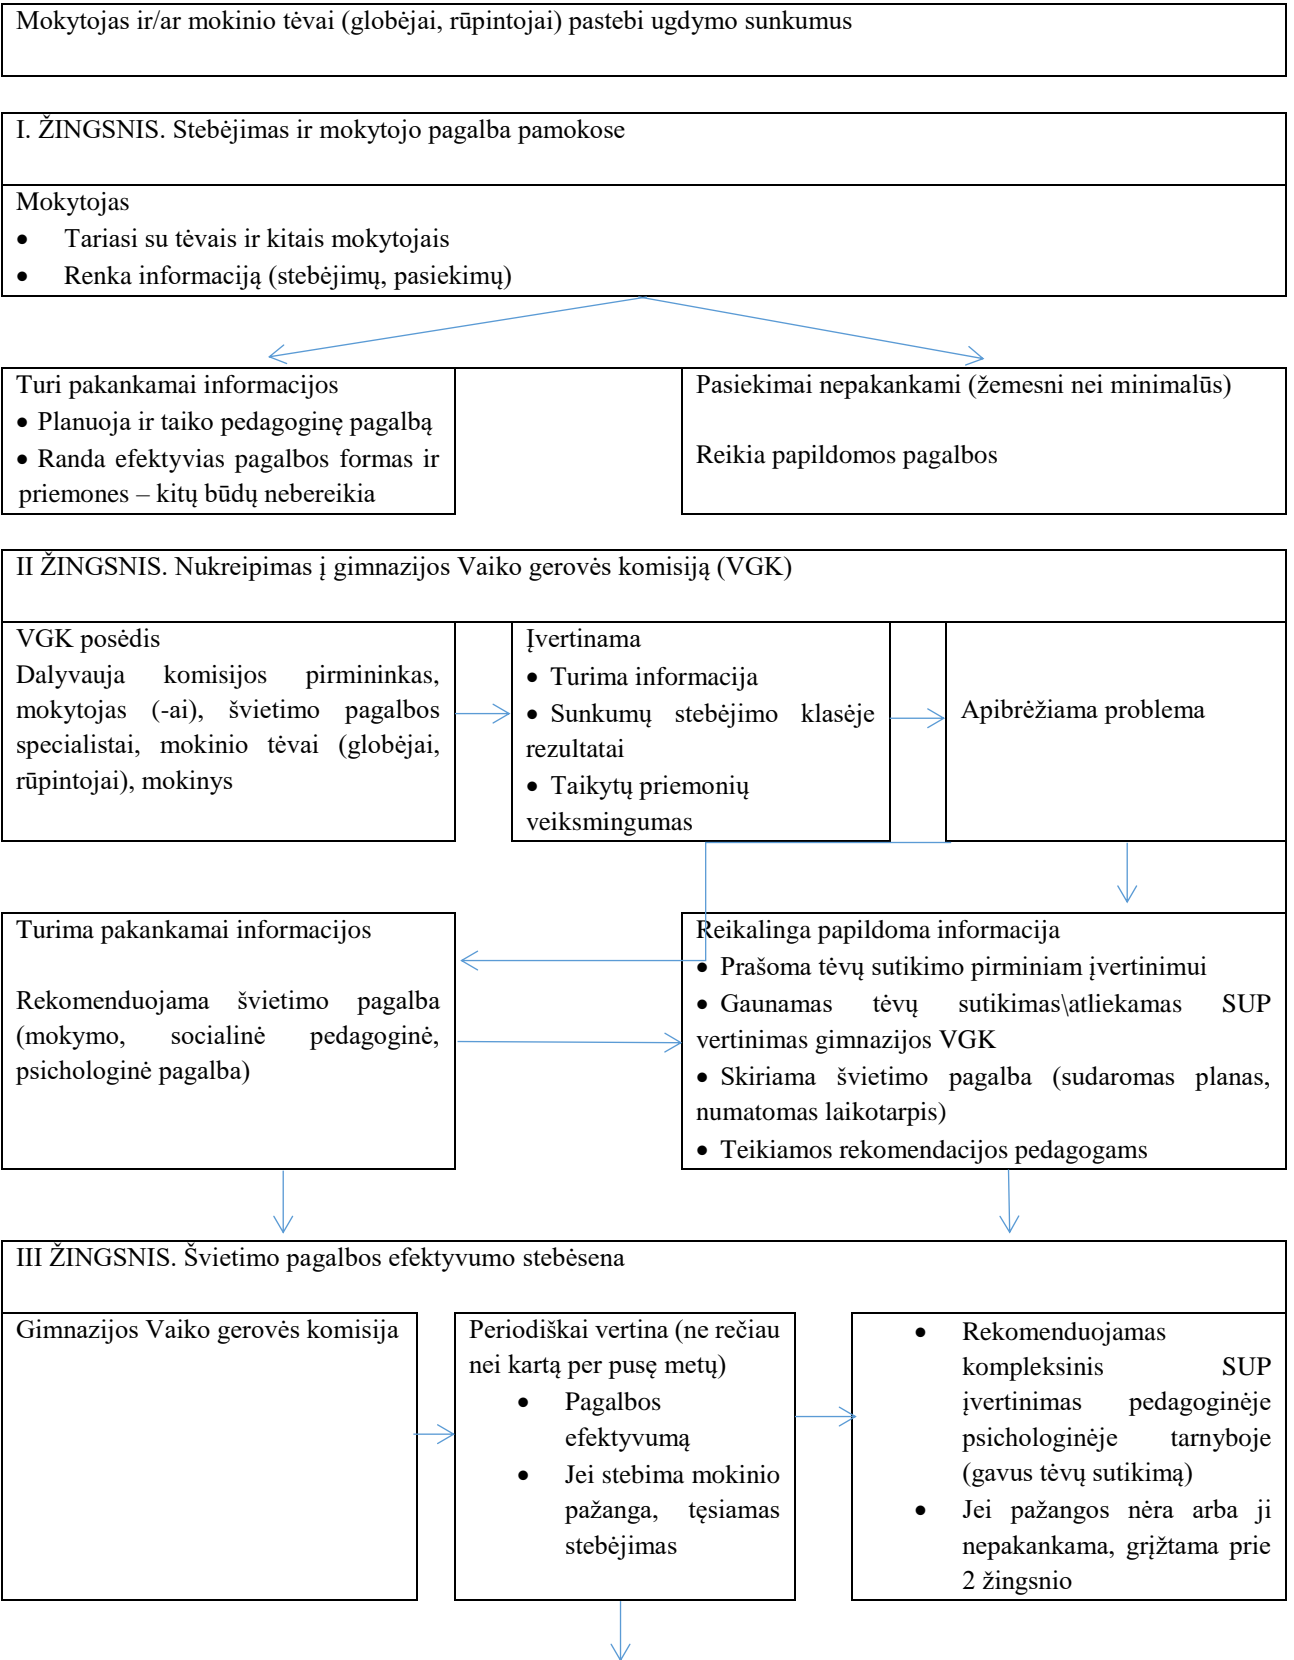 Mokytojas ir/ar mokinio tėvai (globėjai, rūpintojai) pastebi ugdymo sunkumus
I. ŽINGSNIS. Stebėjimas ir mokytojo pagalba pamokose
Mokytojas
• Tariasi su tėvais ir kitais mokytojais
• Renka informaciją (stebėjimų, pasiekimų)
Turi pakankamai informacijos
• Planuoja ir taiko pedagoginę pagalbą
• Randa efektyvias pagalbos formas ir
priemones – kitų būdų nebereikia
Pasiekimai nepakankami (žemesni nei minimalūs)
Reikia papildomos pagalbos
II ŽINGSNIS. Nukreipimas į gimnazijos Vaiko gerovės komisiją (VGK)
VGK posėdis
Dalyvauja komisijos pirmininkas,
mokytojas (-ai), švietimo pagalbos
specialistai, mokinio tėvai (globėjai,
rūpintojai), mokinys
Įvertinama
• Turima informacija
• Sunkumų stebėjimo klasėje
rezultatai
• Taikytų priemonių
veiksmingumas
Apibrėžiama problema
Turima pakankamai informacijos
Rekomenduojama švietimo pagalba
(mokymo, socialinė pedagoginė,
psichologinė pagalba)
Reikalinga papildoma informacija
• Prašoma tėvų sutikimo pirminiam įvertinimui
• Gaunamas tėvų sutikimas\atliekamas SUP
vertinimas gimnazijos VGK
• Skiriama švietimo pagalba (sudaromas planas,
numatomas laikotarpis)
• Teikiamos rekomendacijos pedagogams
III ŽINGSNIS. Švietimo pagalbos efektyvumo stebėsena
Gimnazijos Vaiko gerovės komisija
Periodiškai vertina (ne rečiau
nei kartą per pusę metų)
• Pagalbos
efektyvumą
• Jei stebima mokinio
pažanga, tęsiamas
stebėjimas
• Rekomenduojamas
kompleksinis SUP
įvertinimas pedagoginėje
psichologinėje tarnyboje
(gavus tėvų sutikimą)
• Jei pažangos nėra arba ji
nepakankama, grįžtama prie
2 žingsnio